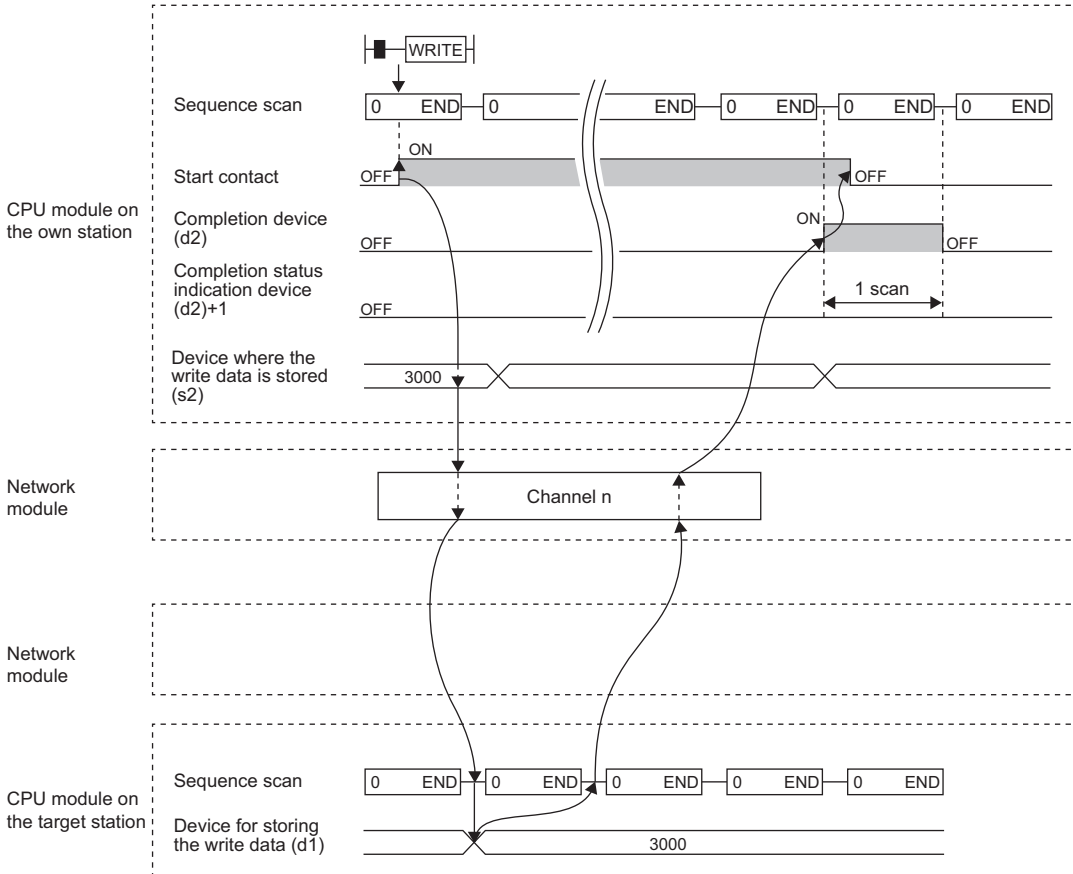 WRITE
Sequence scan
0 END 0 END 0 END 0 END 0 END
ON
Start contact
OFF
OFF
CPU module on
the own station
Completion device
(d2)
ON
OFF
OFF
Completion status
indication device
(d2)+1
1 scan
OFF
Device where the
write data is stored
(s2)
3000
Network
module
Channel n
Network
module
CPU module on
the target station
Sequence scan
0 END 0 END 0 END 0 END 0 END
Device for storing
the write data (d1)
3000